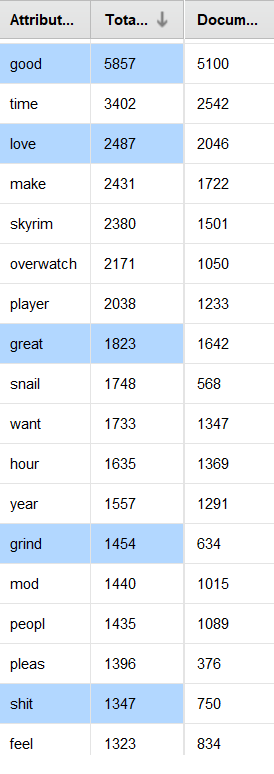 Attribut... Tota... Docum...
good 5857 5100
time 3402 2542
love 2487 2046
make 2431 1722
skyrim 2380 1501
overwatch 2171 1050
player 2038 1233
great 1823 1642
snail 1748 568
want 1733 1347
hour 1635 1369
year 1557 1291
grind 1454 634
mod 1440 1015
peopl 1435 1089
pleas 1396 376
shit 1347 750
feel 1323 834